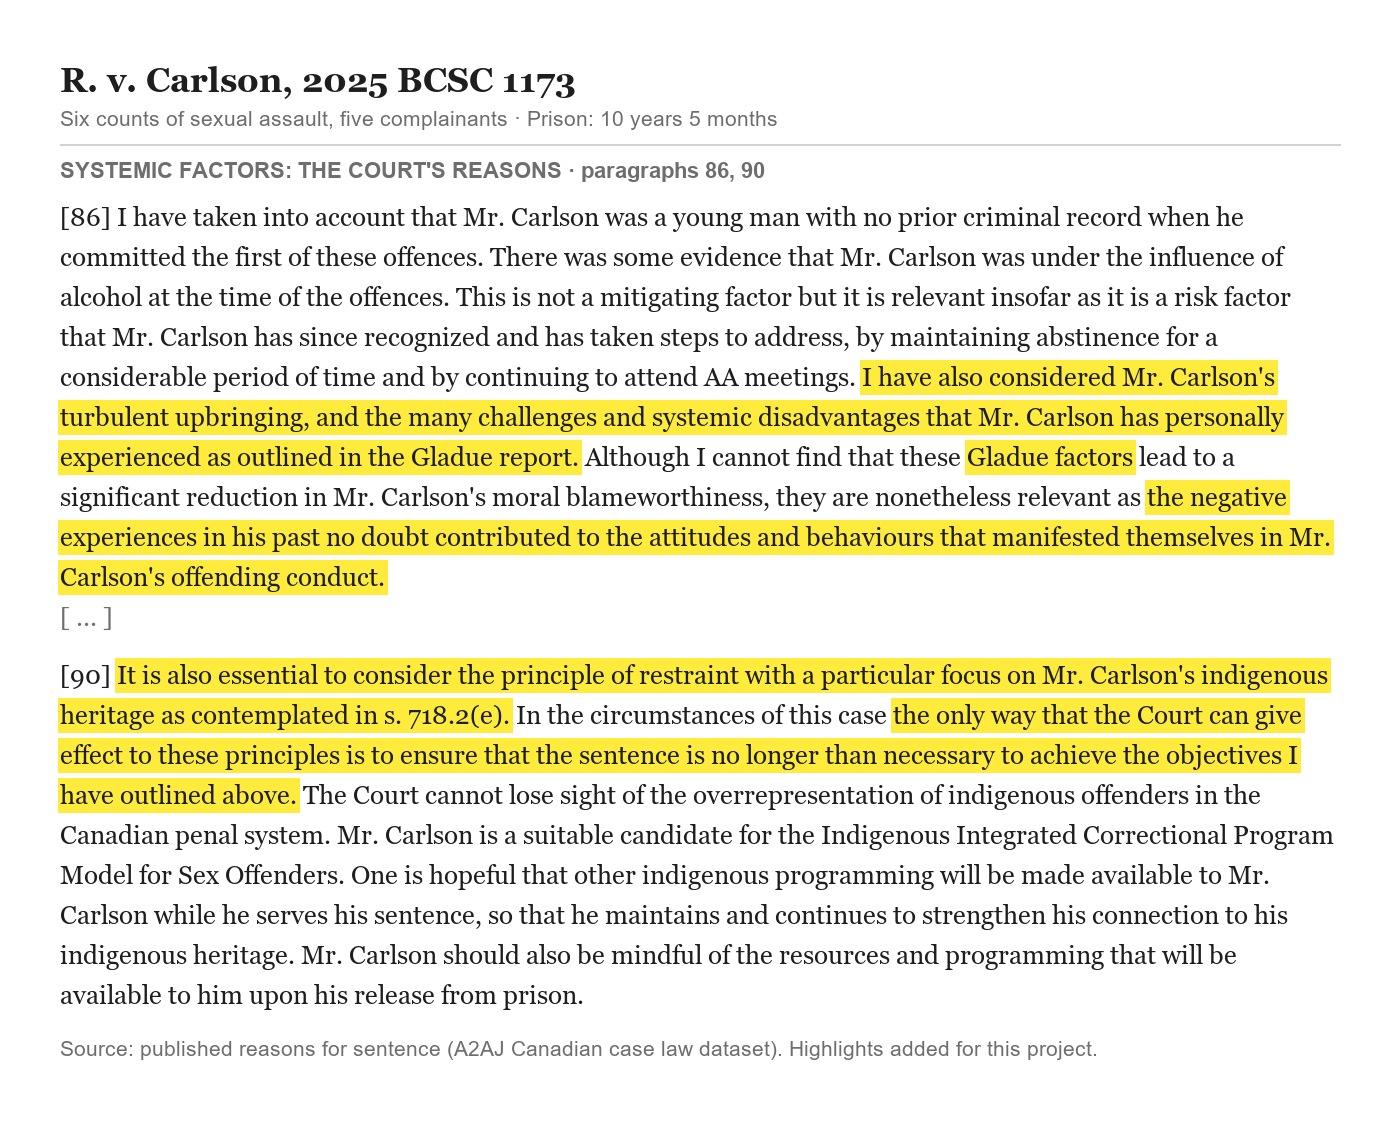 R. v. Carlson, 2025 BCSC 1173
Six counts of sexual assault, five complainants · Prison: 10 years 5 months
SYSTEMIC FACTORS: THE COURT'S REASONS · paragraphs 86, 90
[86] I have taken into account that Mr. Carlson was a young man with no prior criminal record when he
committed the first of these offences. There was some evidence that Mr. Carlson was under the influence of
alcohol at the time of the offences. This is not a mitigating factor but it is relevant insofar as it is a risk factor
that Mr. Carlson has since recognized and has taken steps to address, by maintaining abstinence for a
considerable period of time and by continuing to attend AA meetings. I have also considered Mr. Carlson's
turbulent upbringing, and the many challenges and systemic disadvantages that Mr. Carlson has personally
experienced as outlined in the Gladue report. Although I cannot find that these Gladue factors lead to a
significant reduction in Mr. Carlson's moral blameworthiness, they are nonetheless relevant as the negative
experiences in his past no doubt contributed to the attitudes and behaviours that manifested themselves in Mr.
Carlson's offending conduct.
[ ... ]
[90] It is also essential to consider the principle of restraint with a particular focus on Mr. Carlson's indigenous
heritage as contemplated in s. 718.2(e). In the circumstances of this case the only way that the Court can give
effect to these principles is to ensure that the sentence is no longer than necessary to achieve the objectives I
have outlined above. The Court cannot lose sight of the overrepresentation of indigenous offenders in the
Canadian penal system. Mr. Carlson is a suitable candidate for the Indigenous Integrated Correctional Program
Model for Sex Offenders. One is hopeful that other indigenous programming will be made available to Mr.
Carlson while he serves his sentence, so that he maintains and continues to strengthen his connection to his
indigenous heritage. Mr. Carlson should also be mindful of the resources and programming that will be
available to him upon his release from prison.
Source: published reasons for sentence (A2AJ Canadian case law dataset). Highlights added for this project.